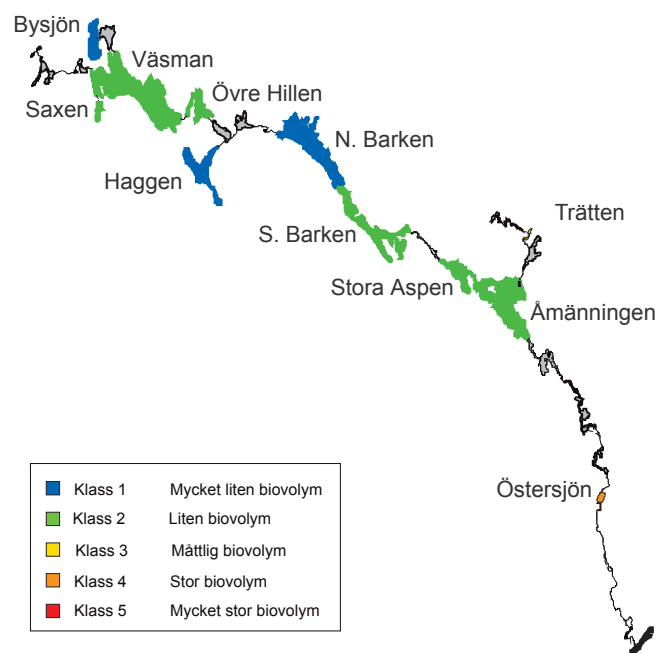 Bysjön
Väsman
Övre Hillen
Saxen
N. Barken
Haggen
Trätten
S. Barken
Stora Aspen
Åmänningen
Östersjön
Klass 1 Mycket liten biovolym
Klass 2 Liten biovolym
Klass 3 Måttlig biovolym
Klass 4 Stor biovolym
Klass 5 Mycket stor biovolym